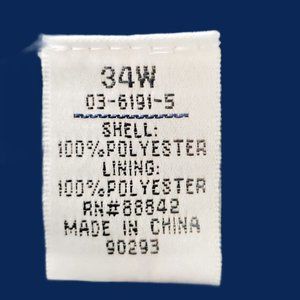 34W
03-6191-5
SHELL:
100%POLYESTER
LINING:
100%POLYESTER
RN#88842
MADE IN CHINA
90293